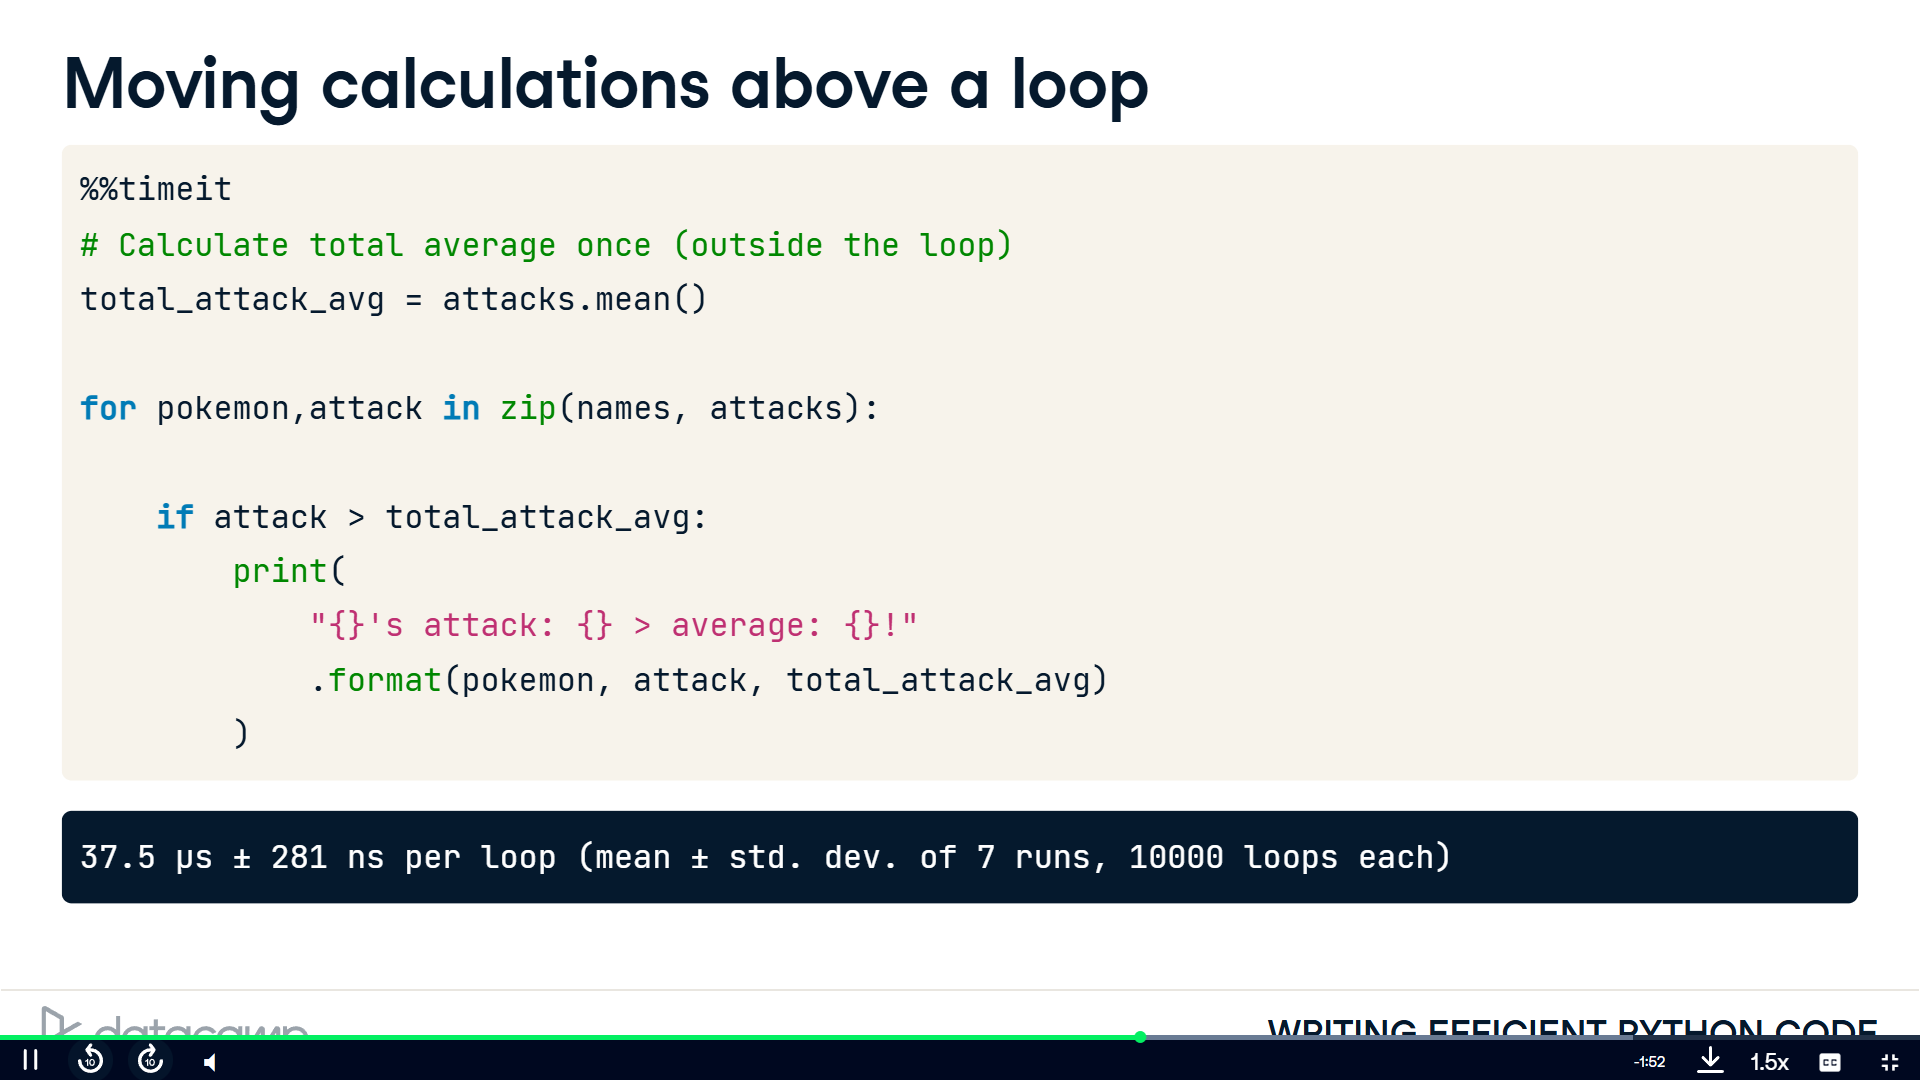 Moving calculations above a loop
%%timeit
# Calculate total average once (outside the loop)
total_attack_avg = attacks.mean()
for pokemon,attack in zip(names, attacks):
    if attack > total_attack_avg:
        print(
            "{}'s attack: {} > average: {}!"
            .format(pokemon, attack, total_attack_avg)
        )
37.5 µs ± 281 ns per loop (mean ± std. dev. of 7 runs, 10000 loops each)
datacamp
WRITING EFFICIENT PYTHON CODE
10
10
-1:52
1.5x
CC